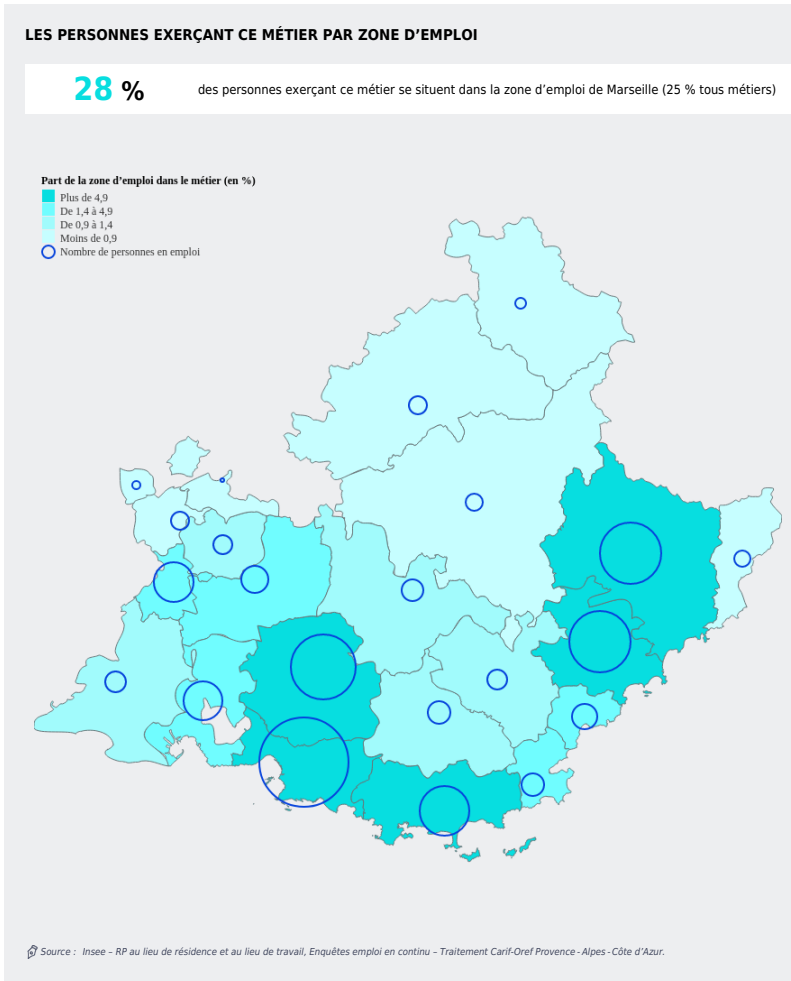 LES PERSONNES EXERÇANT CE MÉTIER PAR ZONE D’EMPLOI
28 % des personnes exerçant ce métier se situent dans la zone d’emploi de Marseille (25 % tous métiers)
Part de la zone d’emploi dans le métier (en %)
Plus de 4,9
De 1,4 à 4,9
De 0,9 à 1,4
Moins de 0,9
Nombre de personnes en emploi
Source : Insee – RP au lieu de résidence et au lieu de travail, Enquêtes emploi en continu – Traitement Carif-Oref Provence - Alpes - Côte d’Azur.